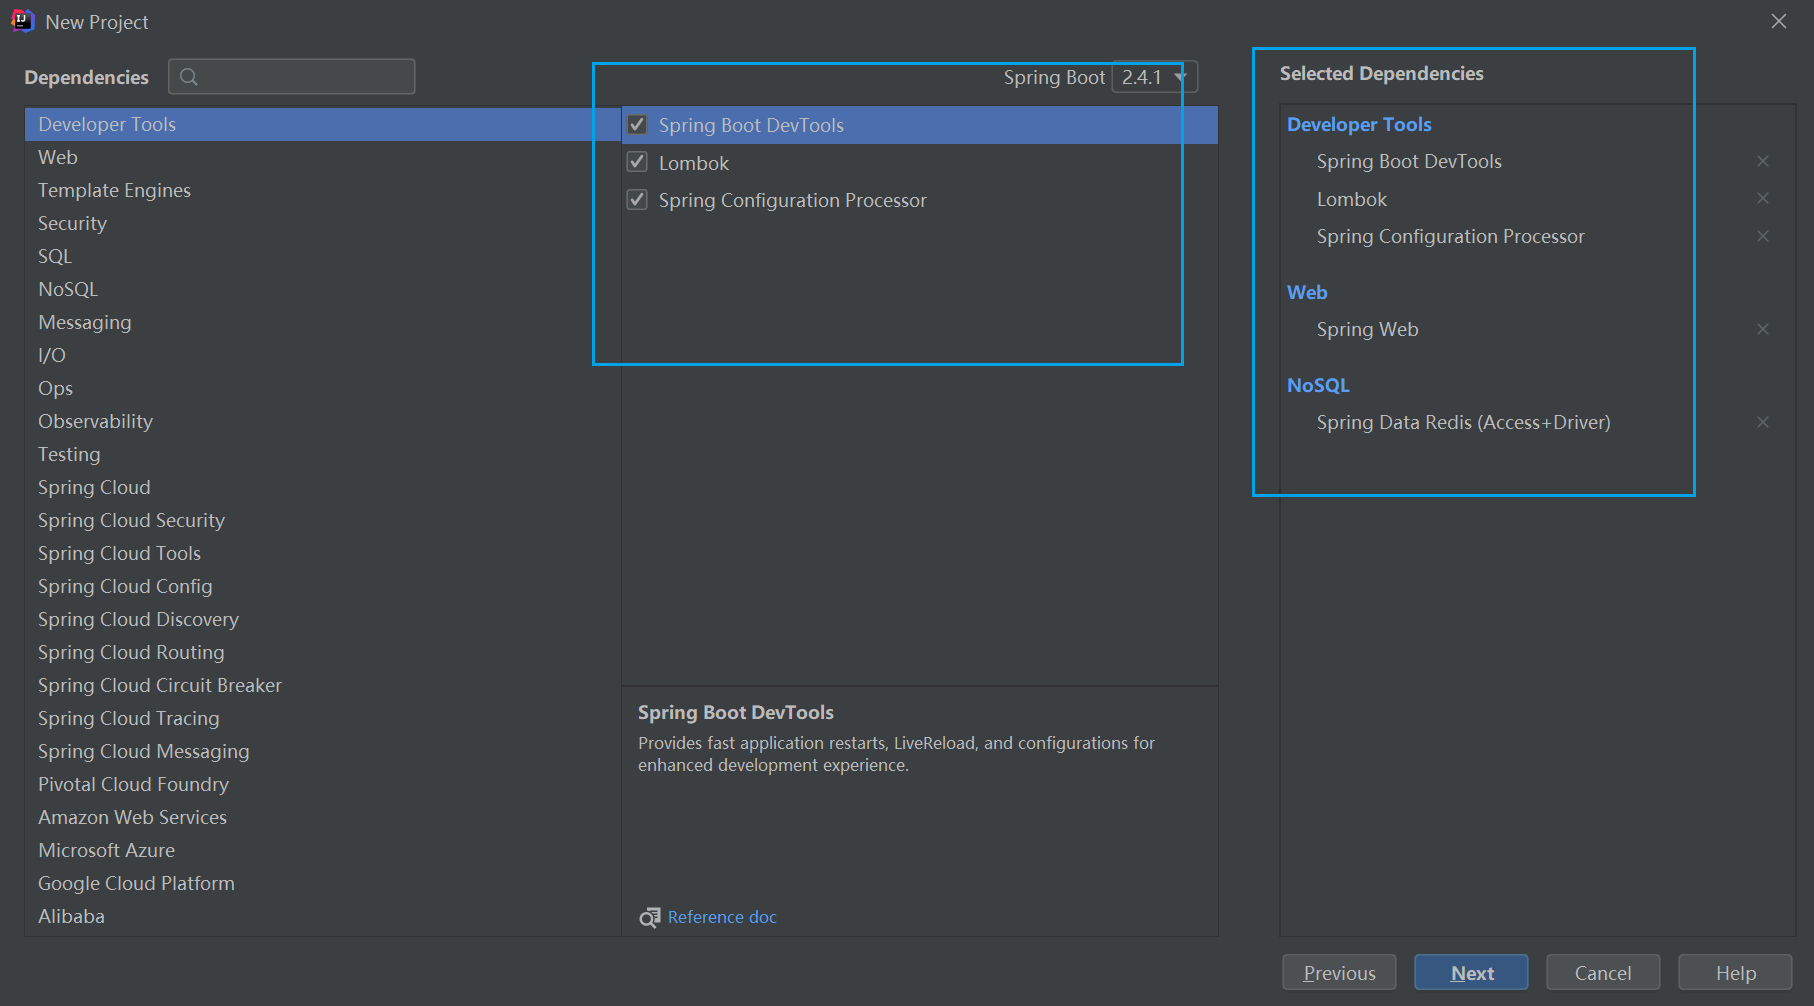 New Project
Dependencies
Spring Boot 2.4.1
Developer Tools
Web
Template Engines
Security
SQL
NoSQL
Messaging
I/O
Ops
Observability
Testing
Spring Cloud
Spring Cloud Security
Spring Cloud Tools
Spring Cloud Config
Spring Cloud Discovery
Spring Cloud Routing
Spring Cloud Circuit Breaker
Spring Cloud Tracing
Spring Cloud Messaging
Pivotal Cloud Foundry
Amazon Web Services
Microsoft Azure
Google Cloud Platform
Alibaba
Spring Boot DevTools
Lombok
Spring Configuration Processor
Spring Boot DevTools
Provides fast application restarts, LiveReload, and configurations for
enhanced development experience.
Reference doc
Selected Dependencies
Developer Tools
Spring Boot DevTools
Lombok
Spring Configuration Processor
Web
Spring Web
NoSQL
Spring Data Redis (Access+Driver)
Previous
Next
Cancel
Help